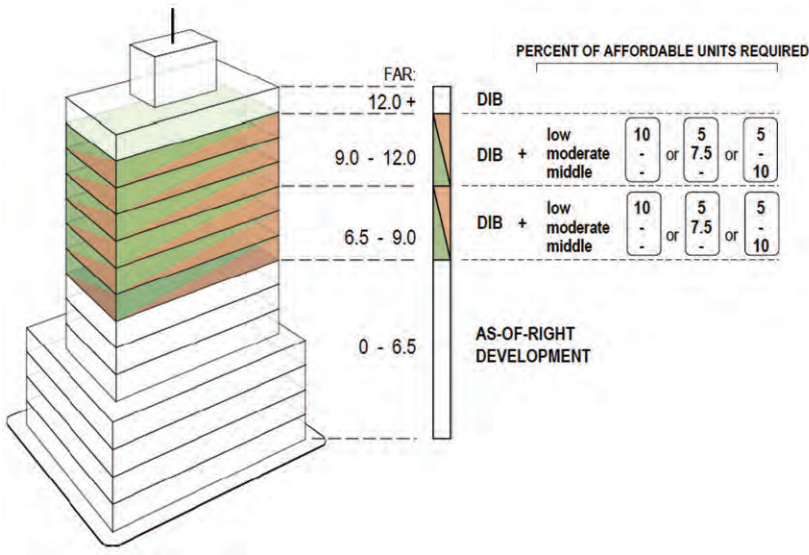 PERCENT OF AFFORDABLE UNITS REQUIRED
FAR:
12.0 + DIB
9.0 - 12.0 DIB + low 10 5 5
moderate - or 7.5 or -
middle - - 10
6.5 - 9.0 DIB + low 10 5 5
moderate - or 7.5 or -
middle - - 10
0 - 6.5 AS-OF-RIGHT
DEVELOPMENT